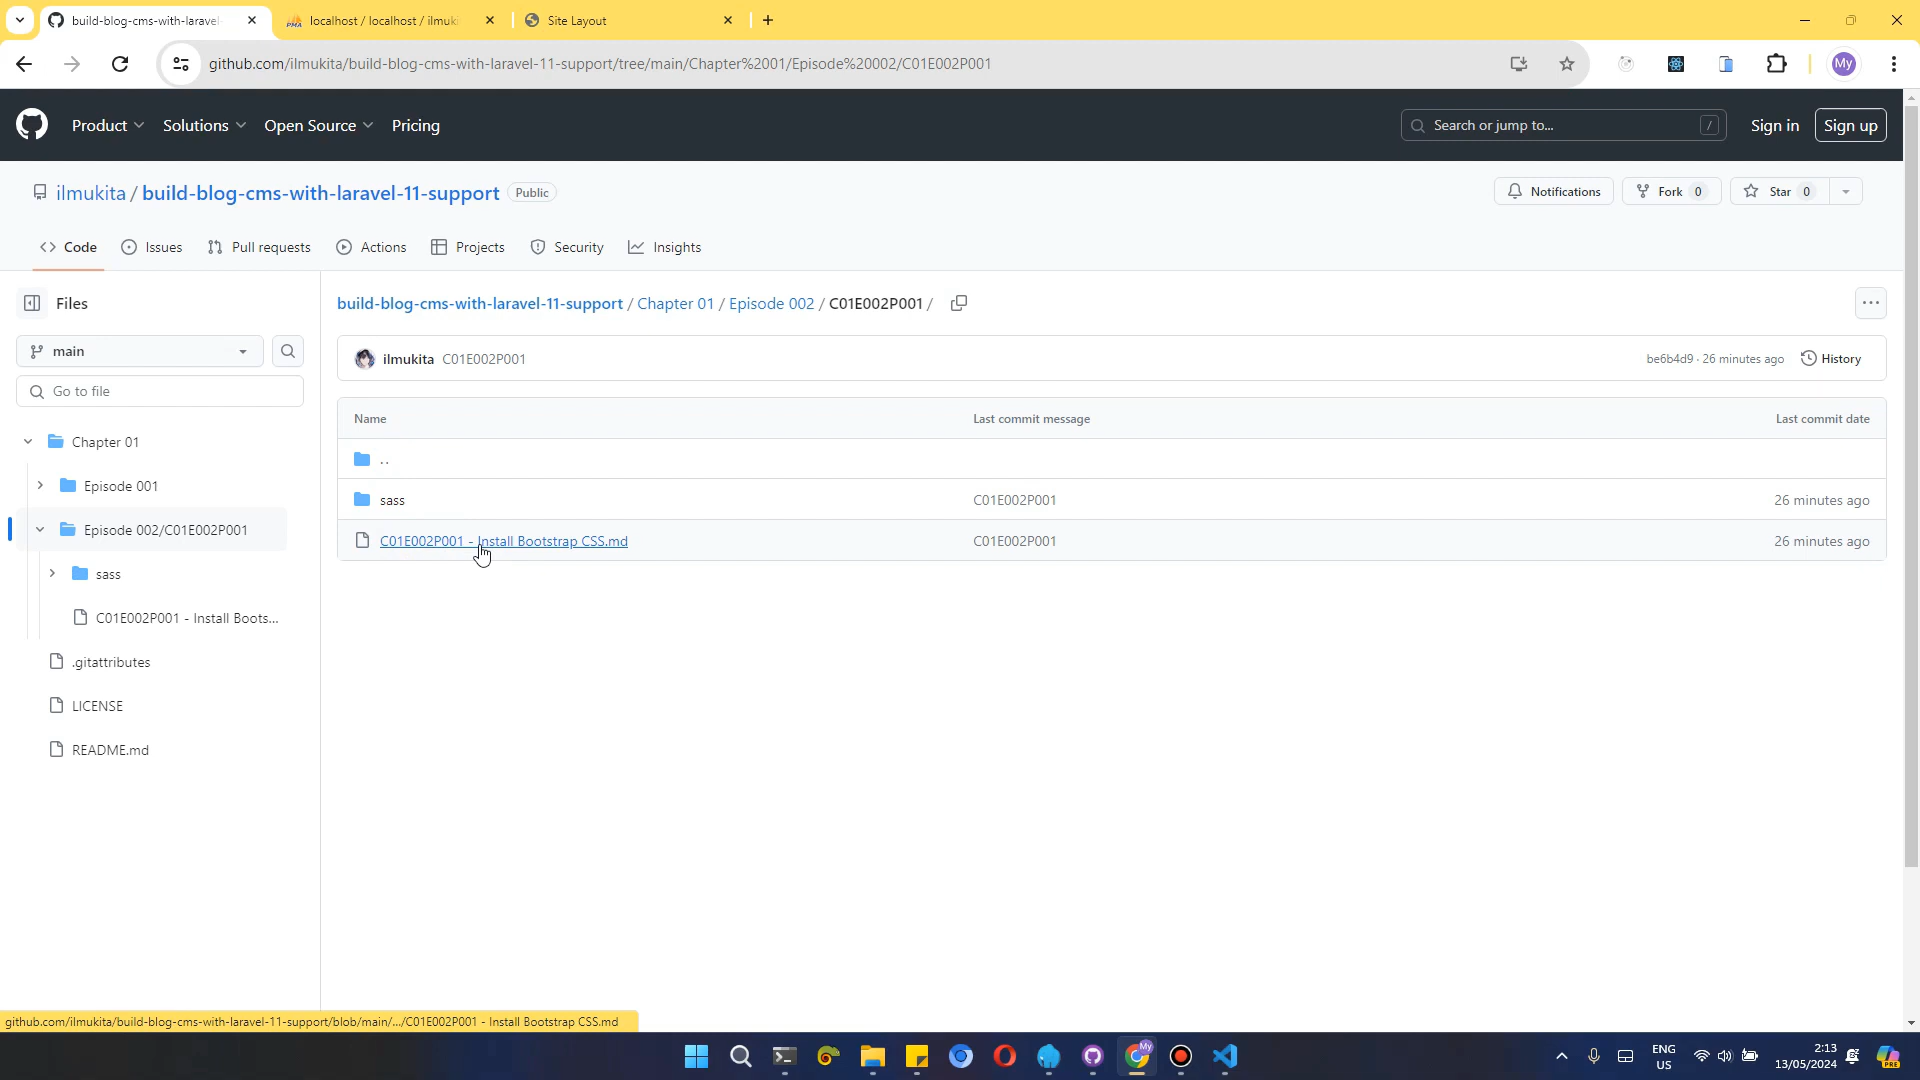 build-blog-cms-with-laravel
localhost / localhost / ilmuki
Site Layout
github.com/ilmukita/build-blog-cms-with-laravel-11-support/tree/main/Chapter%2001/Episode%20002/C01E002P001
My
Product
Solutions
Open Source
Pricing
Search or jump to...
/
Sign in
Sign up
ilmukita / build-blog-cms-with-laravel-11-support
Public
Notifications
Fork 0
Star 0
Code
Issues
Pull requests
Actions
Projects
Security
Insights
Files
build-blog-cms-with-laravel-11-support / Chapter 01 / Episode 002 / C01E002P001 /
main
ilmukita C01E002P001
be6b4d9 · 26 minutes ago
History
Go to file
Name
Last commit message
Last commit date
Chapter 01
..
Episode 001
sass
C01E002P001
26 minutes ago
Episode 002/C01E002P001
C01E002P001 - Install Bootstrap CSS.md
C01E002P001
26 minutes ago
sass
C01E002P001 - Install Boots...
.gitattributes
LICENSE
README.md
github.com/ilmukita/build-blog-cms-with-laravel-11-support/blob/main/.../C01E002P001 - Install Bootstrap CSS.md
My
ENG
US
2:13
13/05/2024
PRE